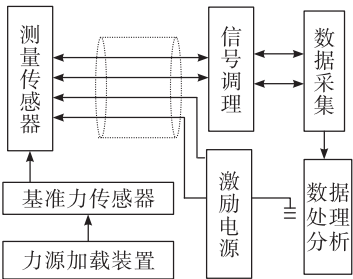 测量传感器
信号调理
数据采集
基准力传感器
激励电源
数据处理分析
力源加载装置